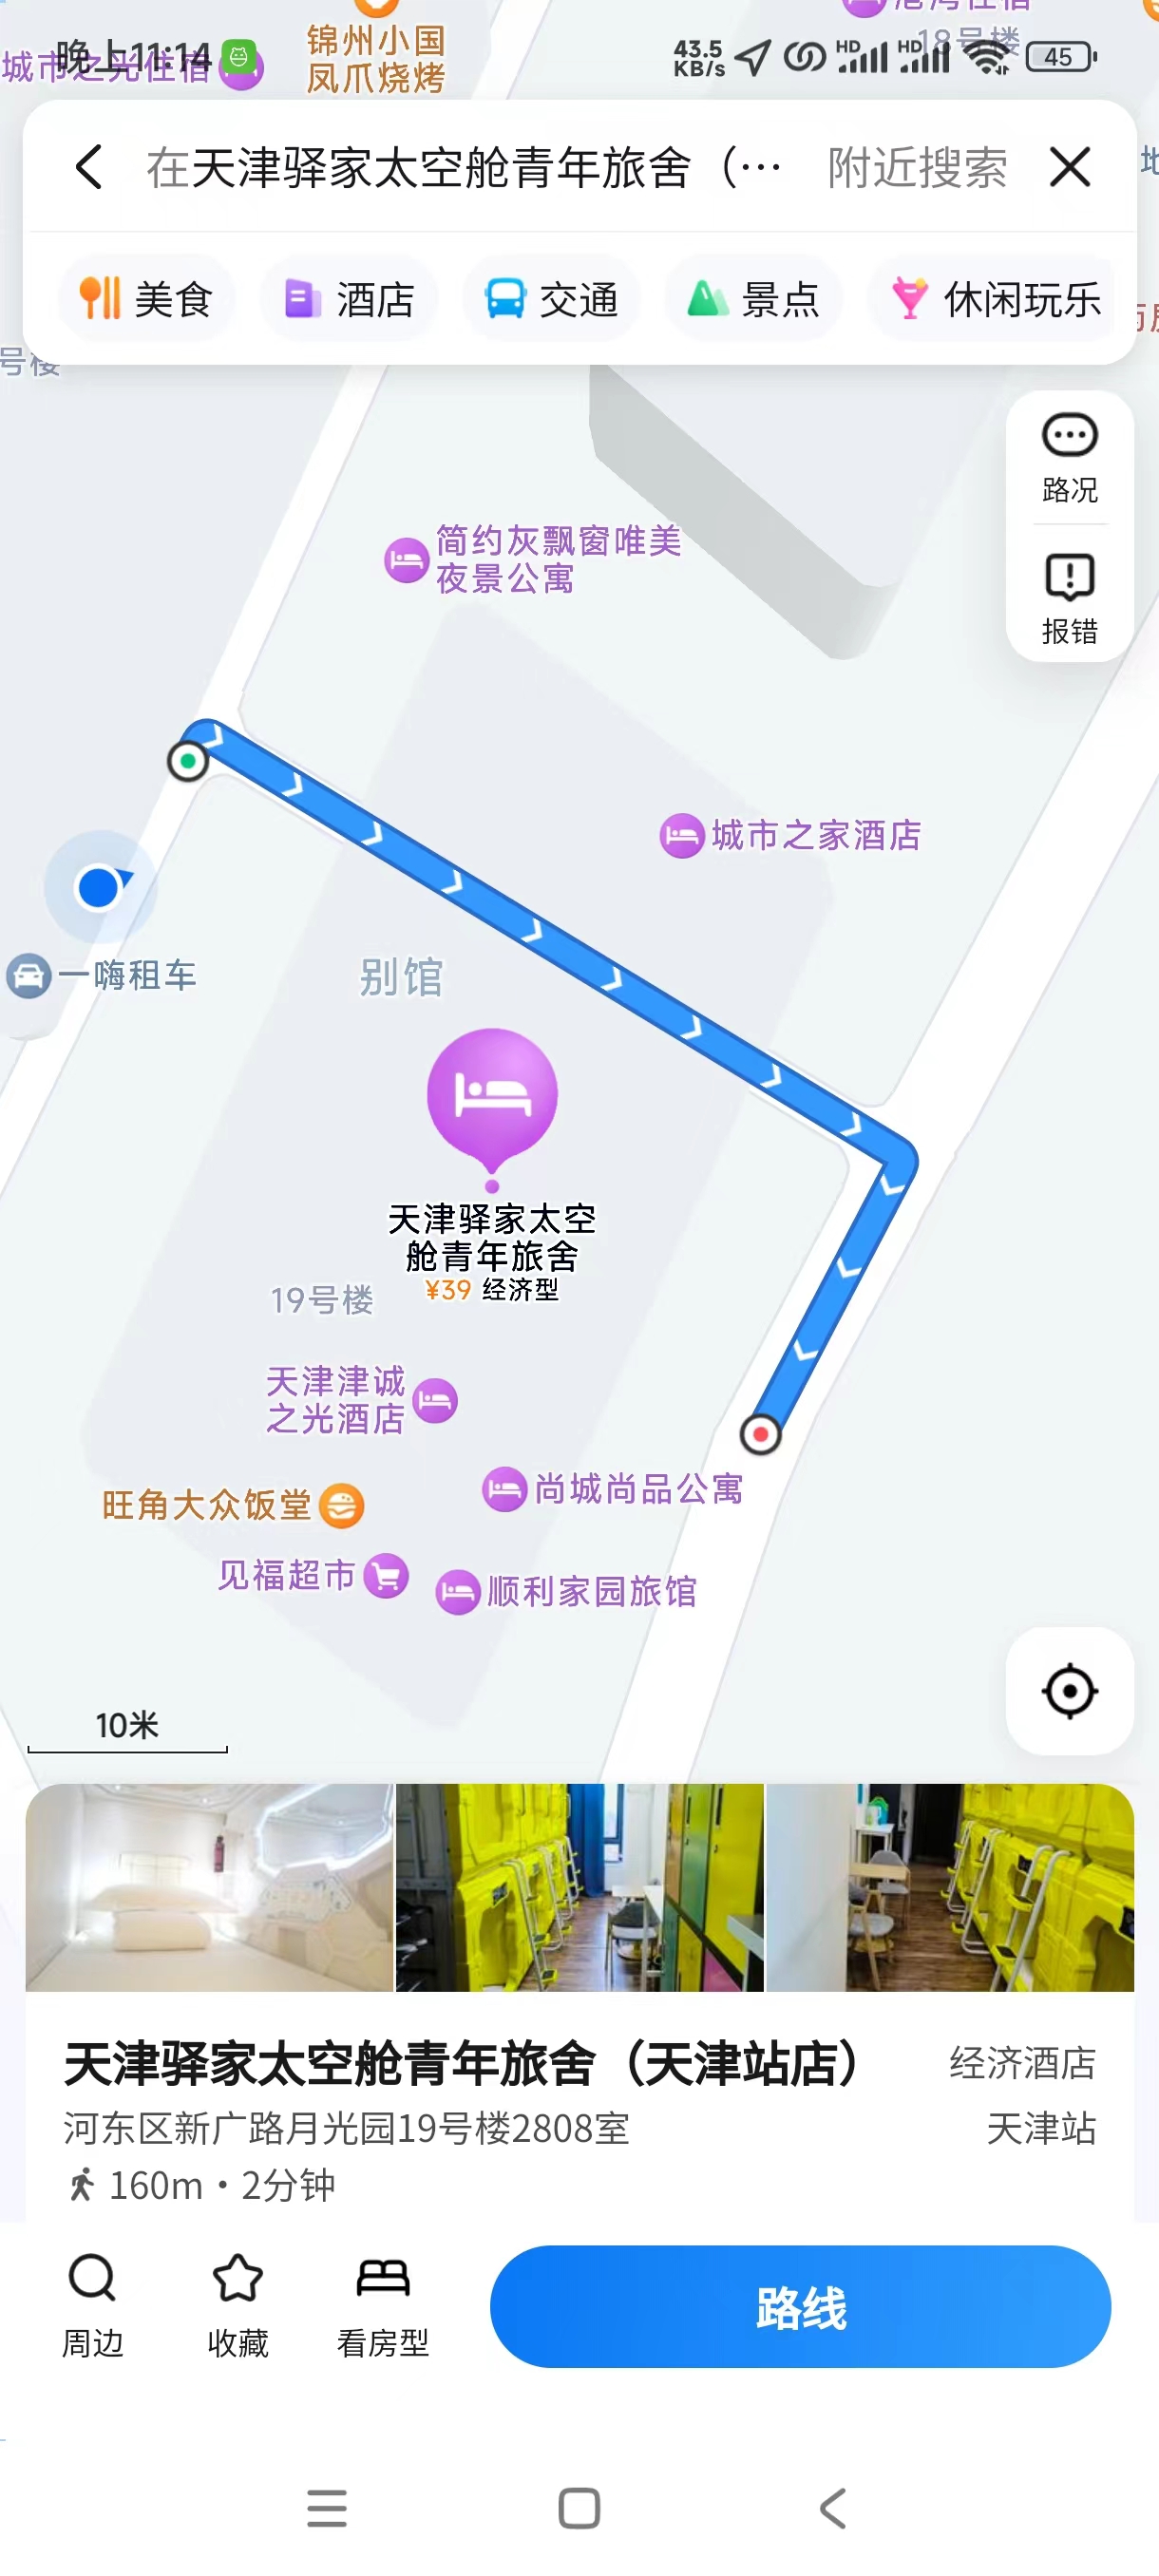 锦州小国
凤爪烧烤
晚上11:14
43.5
KB/s
HD
HD
45
城市之光住宿
18号楼
在天津驿家太空舱青年旅舍（… 附近搜索
美食 酒店 交通 景点 休闲玩乐
号楼
路况
报错
简约灰飘窗唯美
夜景公寓
城市之家酒店
一嗨租车
别馆
天津驿家太空
舱青年旅舍
¥39 经济型
19号楼
天津津诚
之光酒店
尚城尚品公寓
旺角大众饭堂
见福超市
顺利家园旅馆
10米
天津驿家太空舱青年旅舍（天津站店） 经济酒店
河东区新广路月光园19号楼2808室 天津站
160m·2分钟
周边 收藏 看房型 路线